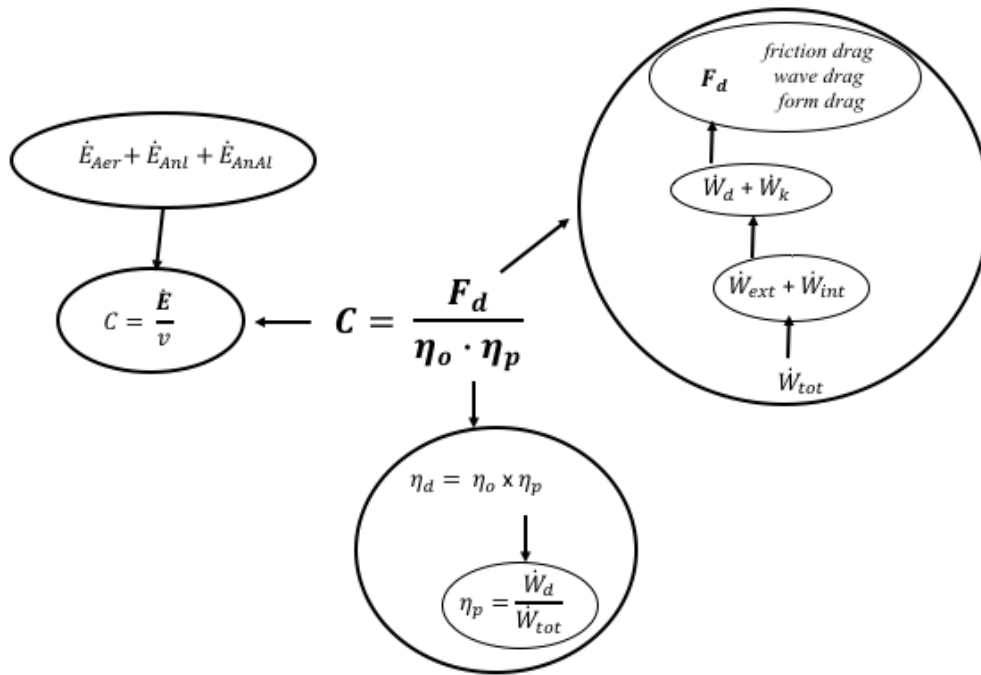 friction drag
F_d wave drag
form drag
Ė_Aer + Ė_Anl + Ė_AnAl
Ẇ_d + Ẇ_k
Ẇ_ext + Ẇ_int
C = Ė/v
C = F_d/(η_o · η_p)
Ẇ_tot
η_d = η_o x η_p
η_p = Ẇ_d/Ẇ_tot